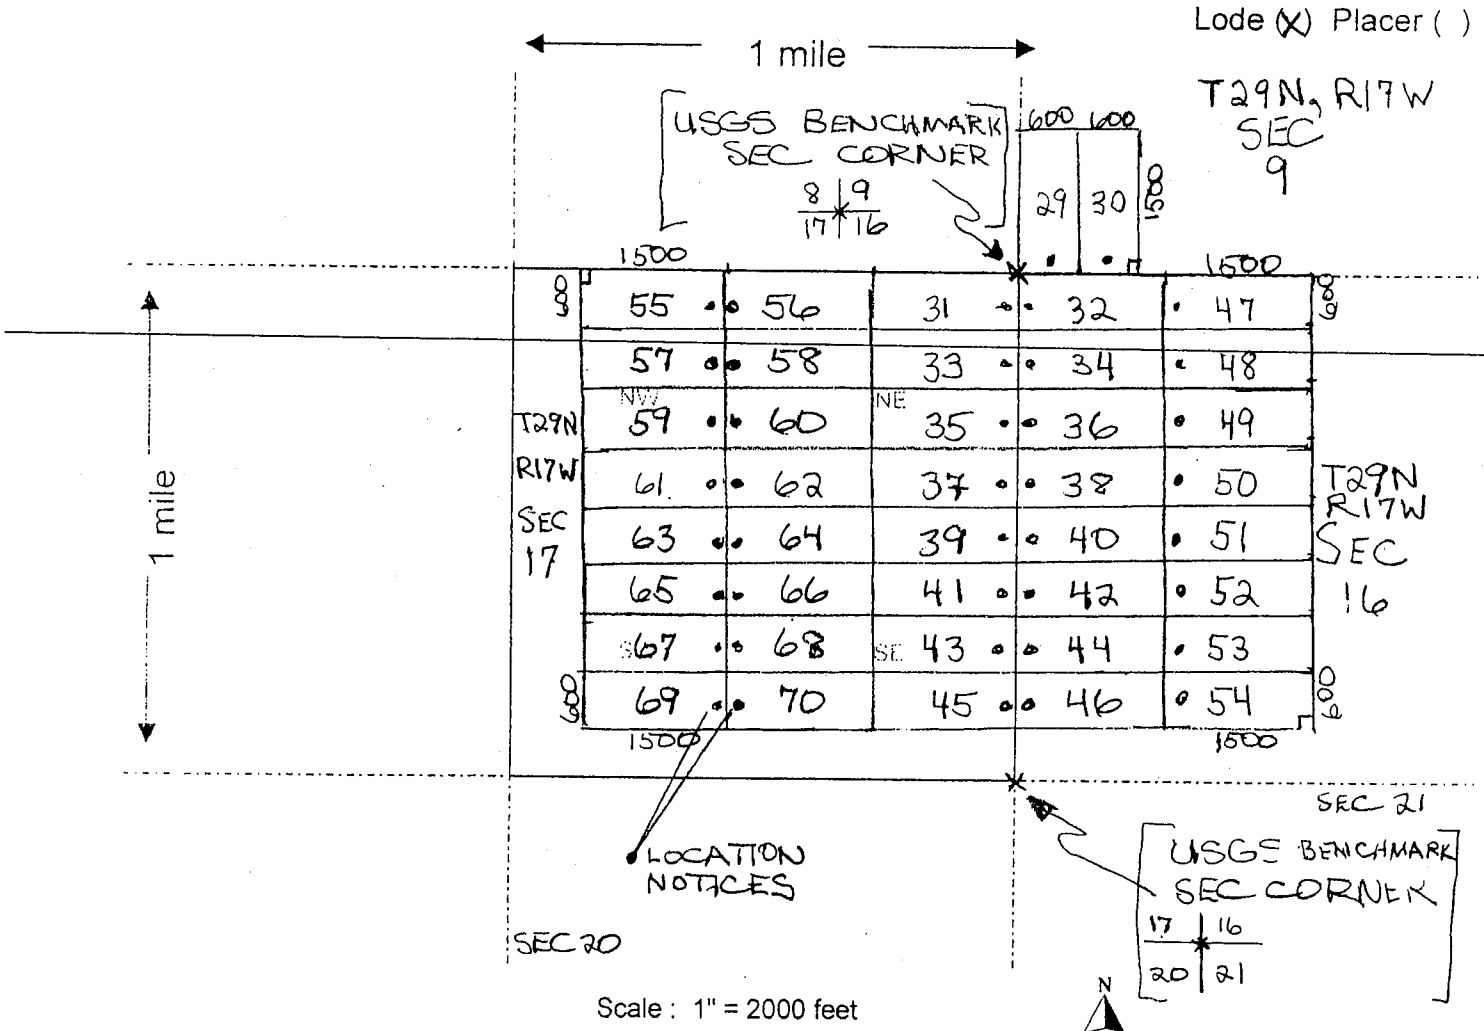 Lode (X) Placer ( )
1 mile
T29N, R17W
SEC
9
USGS BENCHMARK
SEC CORNER
8 9
17 16
600 600
29 30 1500
1500 1500
600 55 56 31 32 47 600
57 58 33 34 48
NW NE
T29N 59 60 35 36 49
R17W 61 62 37 38 50 T29N
R17W
SEC 63 64 39 40 51 SEC
17
65 66 41 42 52 16
S 67 68 SE 43 44 53
600 69 70 45 46 54 600
1500 1500
1 mile
SEC 21
LOCATION
NOTICES
USGS BENCHMARK
SEC CORNER
17 16
20 21
SEC 20
N
Scale : 1" = 2000 feet